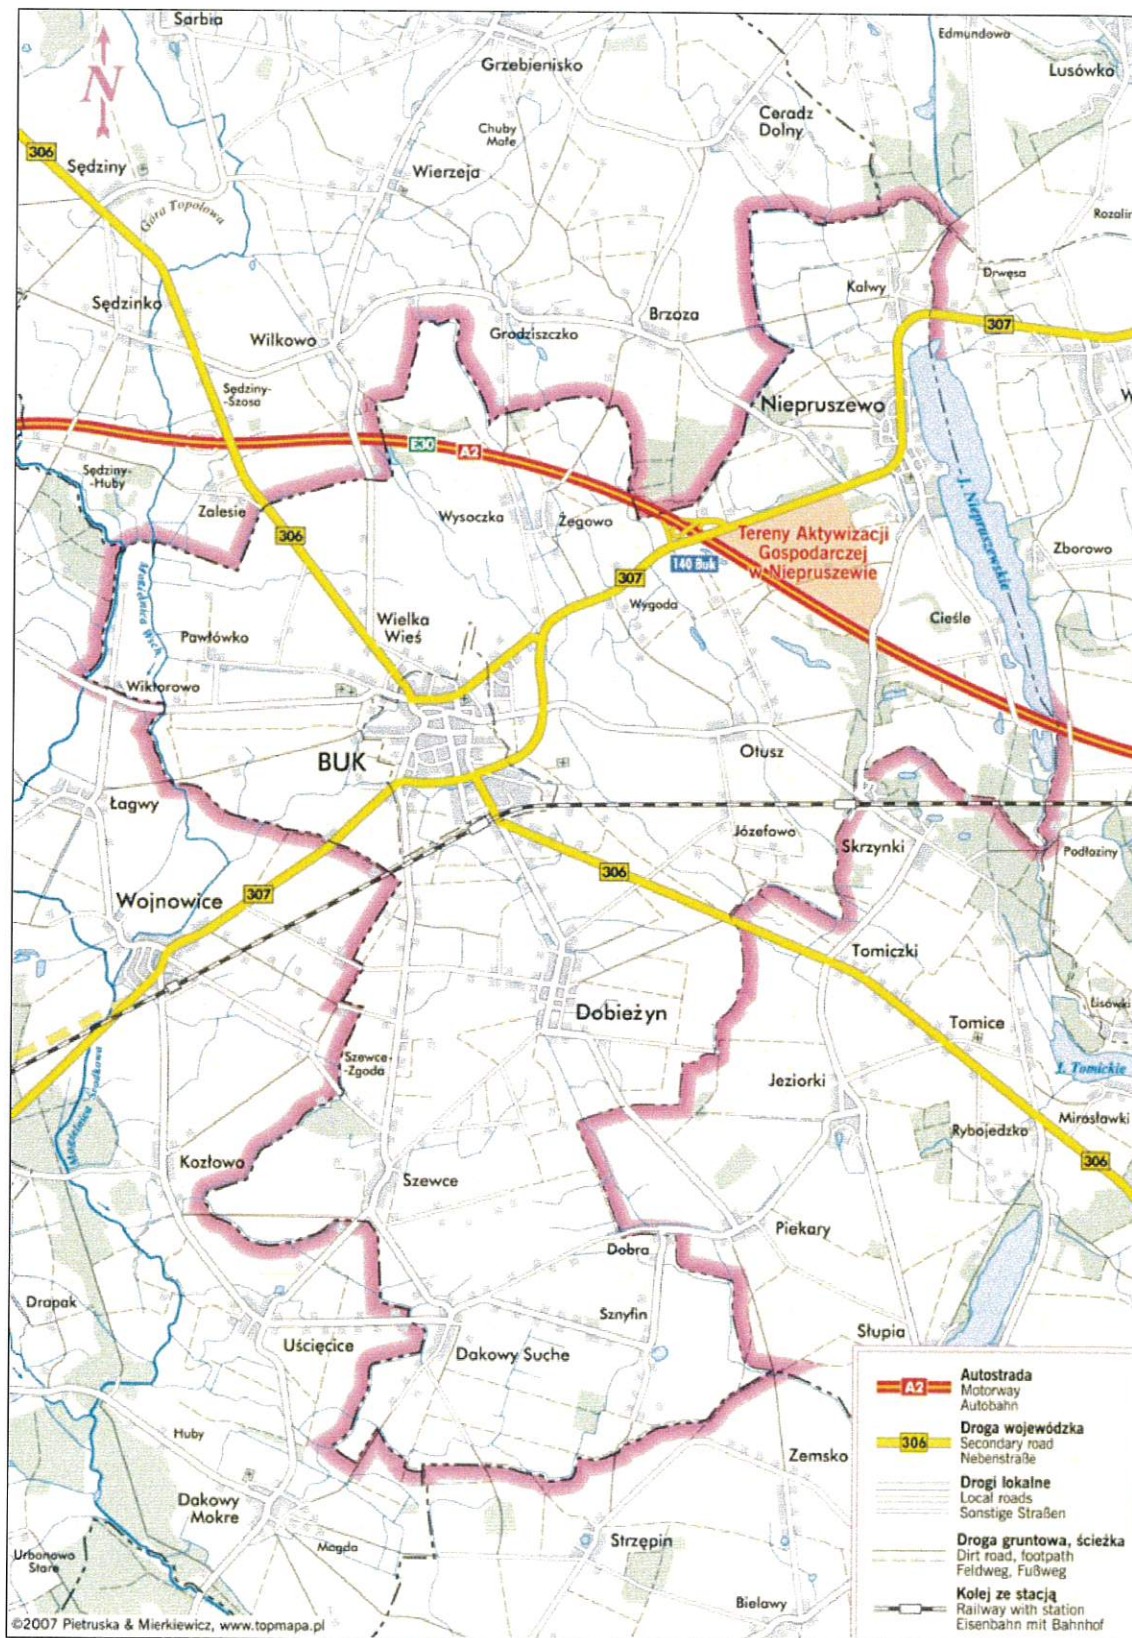 Sarbia
Edmundowo
Grzebienisko
Lusówko
N
Chuby
Małe
Ceradz
Dolny
306
Sędziny
Wierzeja
Góra Topolowa
Rozalin
Drwęsa
Kalwy
Sędzinko
Brzoza
307
Wilkowo
Grodziszczko
Sędziny-
-Szosa
Niepruszewo
W
E30
A2
Sędziny-
-Huby
J. Niepruszewskie
Zalesie
Wysoczka
Żegowo
306
Tereny Aktywizacji
Gospodarczej
w Niepruszewie
Zborowo
140 Buk
307
Mogielnica Wsch.
Wygoda
Cieśle
Wielka
Wieś
Pawłówko
Wiktorowo
BUK
Otusz
Łagwy
Józefowo
Skrzynki
Podłoziny
306
307
Wojnowice
Tomiczki
Dobieżyn
Lisówki
Tomice
Szewce-
-Zgoda
J. Tomickie
Jeziorki
Mogielnica Środkowa
Mirosławki
Rybojedzko
Kozłowo
306
Szewce
Piekary
Dobra
Drapak
Sznyfin
Słupia
Uścięcice
Dakowy Suche
A2
Autostrada
Motorway
Autobahn
306
Droga wojewódzka
Secondary road
Nebenstraße
Huby
Zemsko
Drogi lokalne
Local roads
Sonstige Straßen
Dakowy
Mokre
Strzępin
Droga gruntowa, ścieżka
Dirt road, footpath
Feldweg, Fußweg
Magda
Urbanowo
Stare
Bielawy
Kolej ze stacją
Railway with station
Eisenbahn mit Bahnhof
©2007 Pietruska & Mierkiewicz, www.topmapa.pl